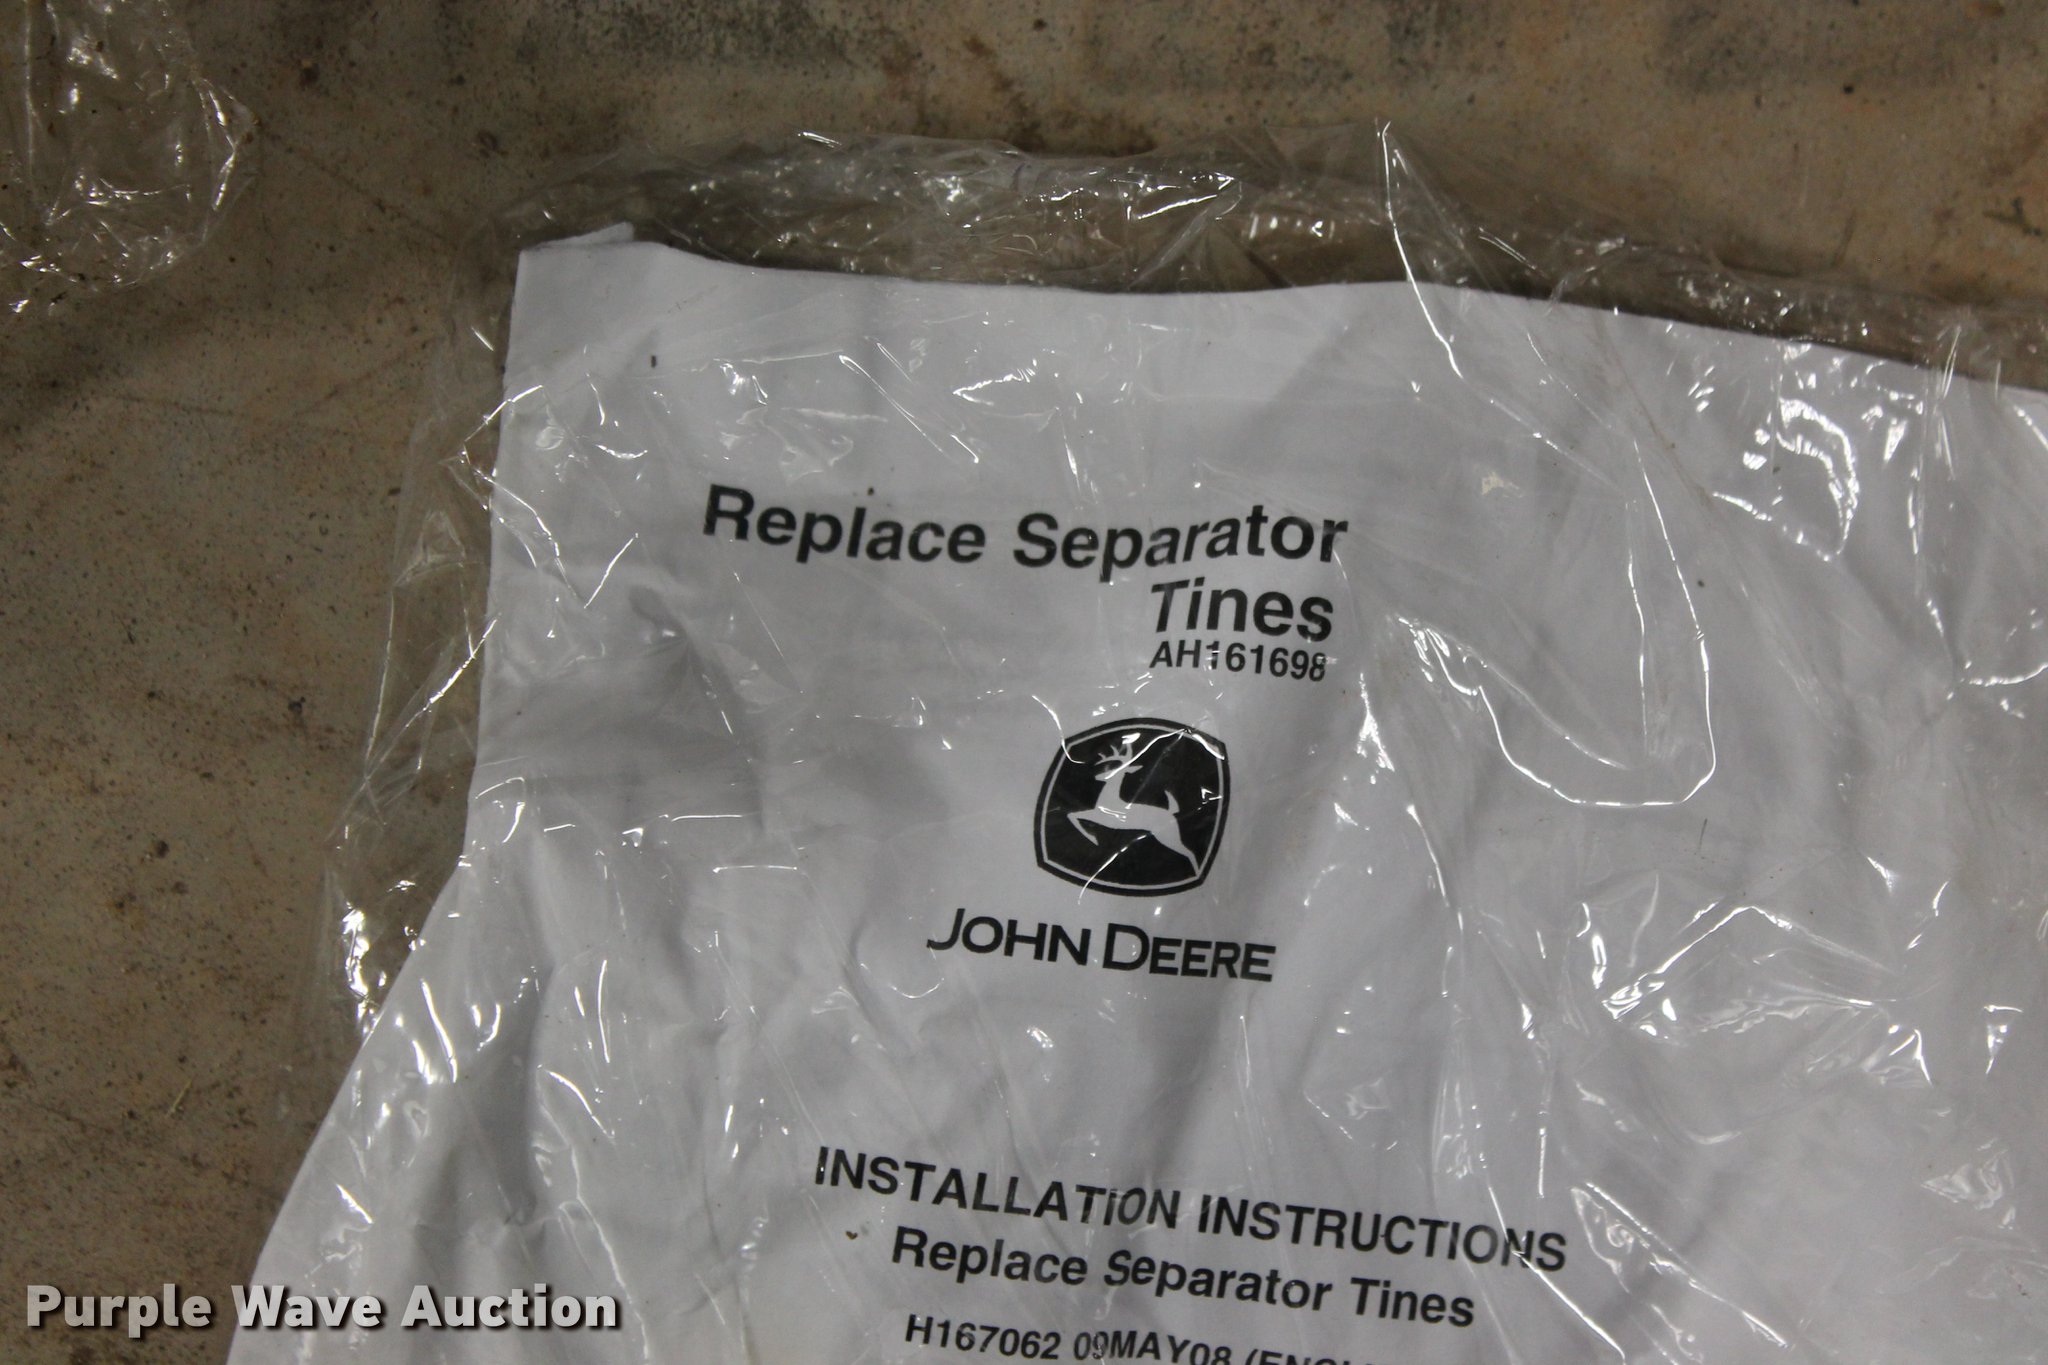 Replace Separator
Tines
AH161698
JOHN DEERE
INSTALLATION INSTRUCTIONS
Replace Separator Tines
H167062 09MAY08
Purple Wave Auction